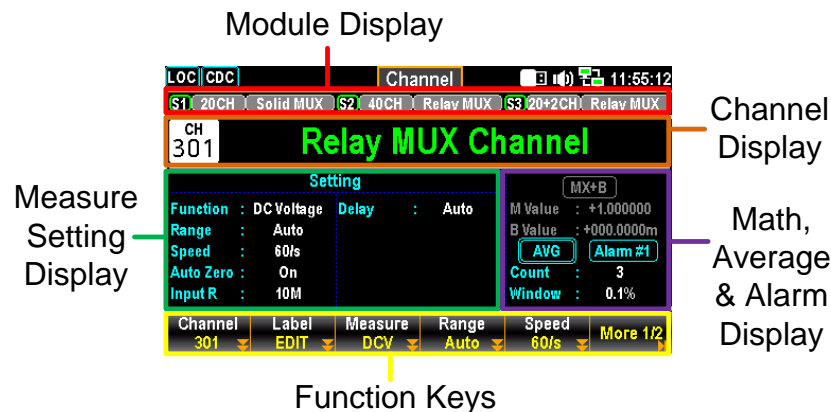 Module Display
LOC CDC Channel 11:55:12
S1 20CH Solid MUX S2 40CH Relay MUX S3 20+2CH Relay MUX
CH
301
Relay MUX Channel
Channel
Display
Measure
Setting
Display
Setting
Function : DC Voltage Delay : Auto
Range : Auto
Speed : 60/s
Auto Zero : On
Input R : 10M
MX+B
M Value : +1.000000
B Value : +000.0000m
AVG Alarm #1
Count : 3
Window : 0.1%
Math,
Average
& Alarm
Display
Channel Label Measure Range Speed More 1/2
301 EDIT DCV Auto 60/s
Function Keys